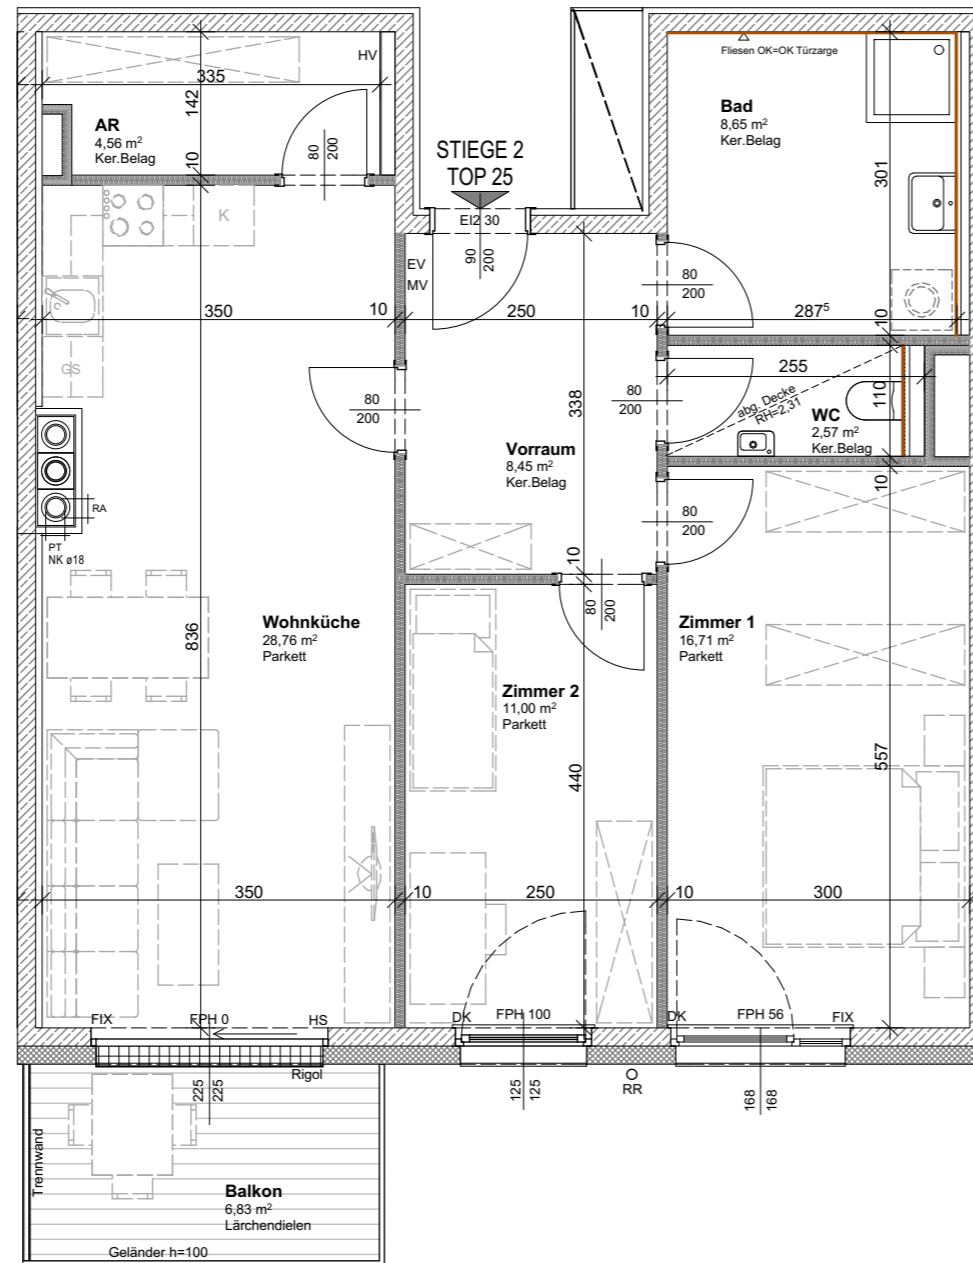 HV
335
142
AR
4,56 m²
Ker.Belag
10
80
200
STIEGE 2
TOP 25
EI2 30
90
200
Fliesen OK=OK Türzarge
Bad
8,65 m²
Ker.Belag
301
K
EV
MV
80
200
350
10
250
10
287⁵
10
GS
80
200
338
80
200
255
abg. Decke
RH=2,31
110
WC
2,57 m²
Ker.Belag
Vorraum
8,45 m²
Ker.Belag
10
RA
PT
NK ø18
80
200
10
836
Wohnküche
28,76 m²
Parkett
80
200
Zimmer 1
16,71 m²
Parkett
Zimmer 2
11,00 m²
Parkett
440
557
350
10
250
10
300
FIX
FPH 0
HS
DK
FPH 100
DK
FPH 56
FIX
Rigol
225
225
125
125
RR
168
168
Trennwand
Balkon
6,83 m²
Lärchendielen
Geländer h=100